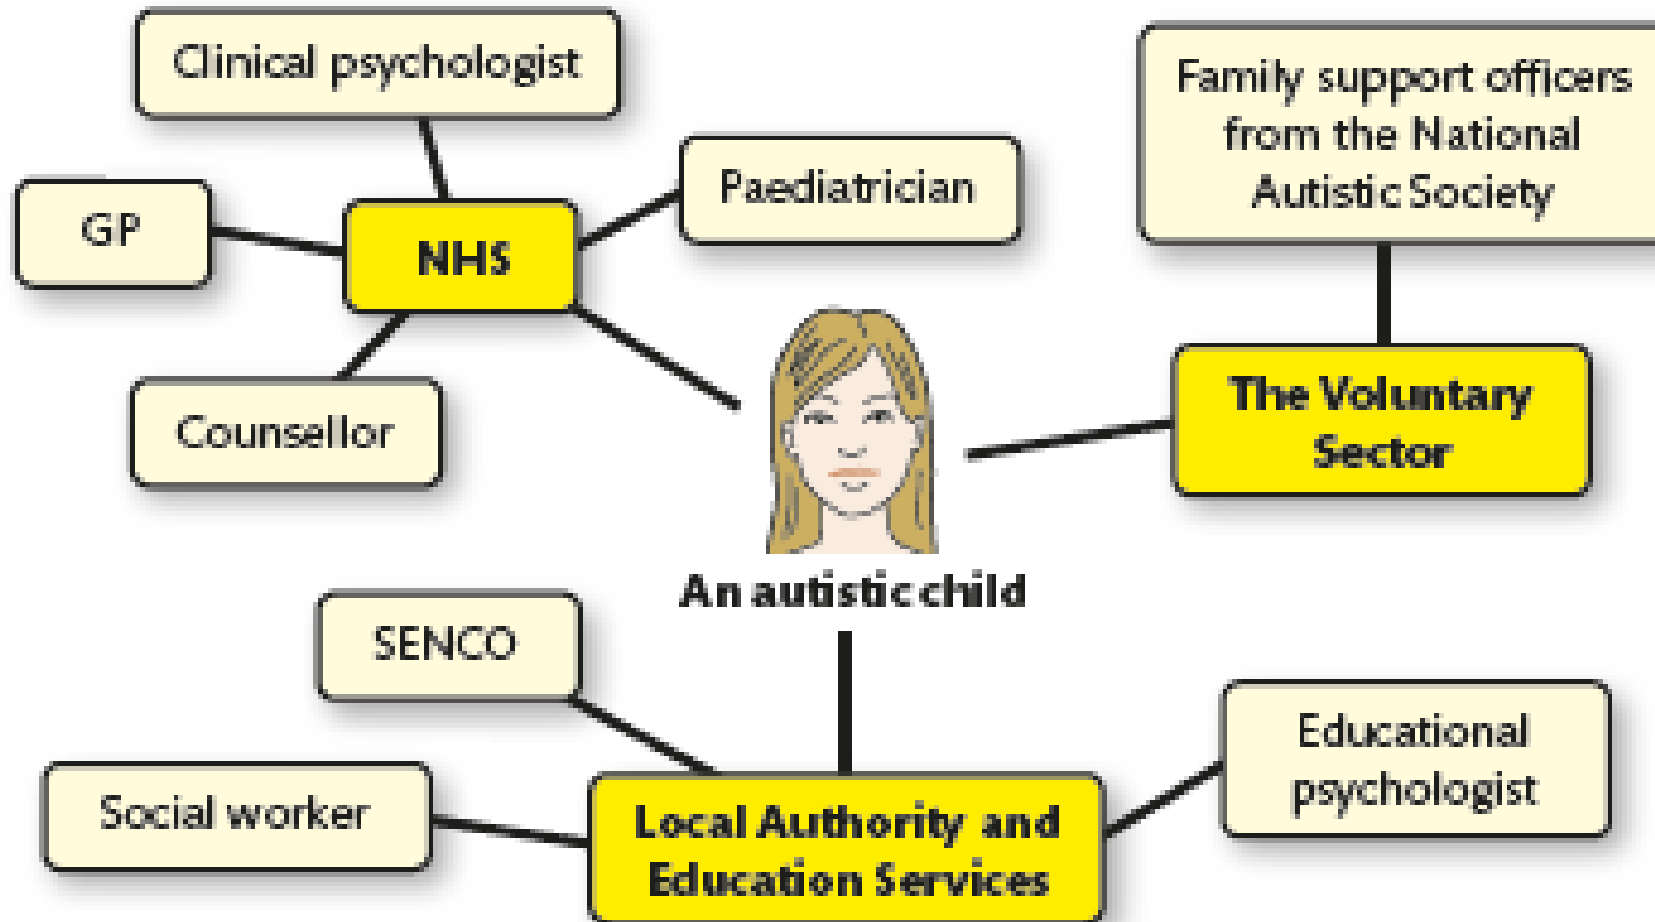 Clinical psychologist
Family support officers
from the National
Autistic Society
Paediatrician
GP
NHS
The Voluntary
Sector
Counsellor
An autistic child
SENCO
Educational
psychologist
Social worker
Local Authority and
Education Services